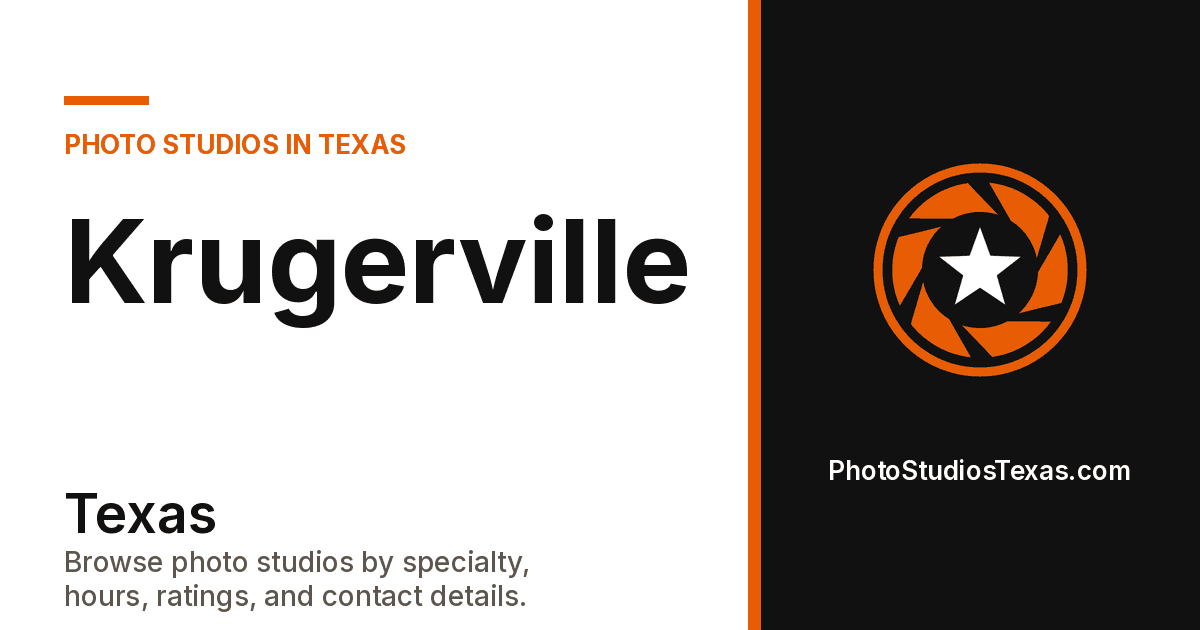 PHOTO STUDIOS IN TEXAS
Krugerville
Texas
Browse photo studios by specialty,
hours, ratings, and contact details.
PhotoStudiosTexas.com